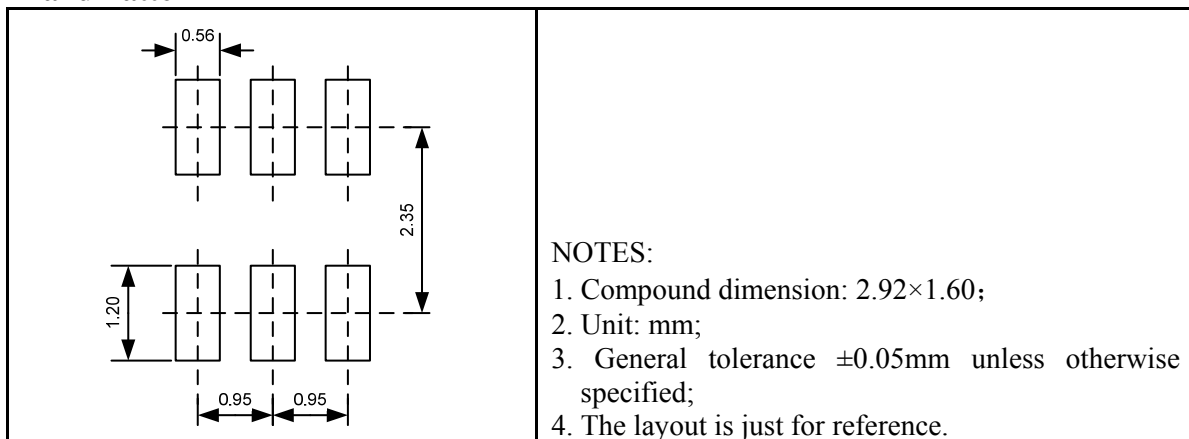 0.56
2.35
1.20
0.95 0.95
NOTES:
1. Compound dimension: 2.92×1.60；
2. Unit: mm;
3. General tolerance ±0.05mm unless otherwise
specified;
4. The layout is just for reference.